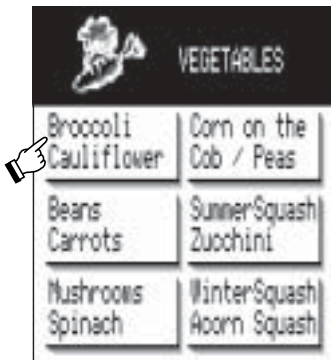 VEGETABLES
Broccoli
Cauliflower
Corn on the
Cob / Peas
Beans
Carrots
SummerSquash
Zucchini
Mushrooms
Spinach
WinterSquash
Acorn Squash